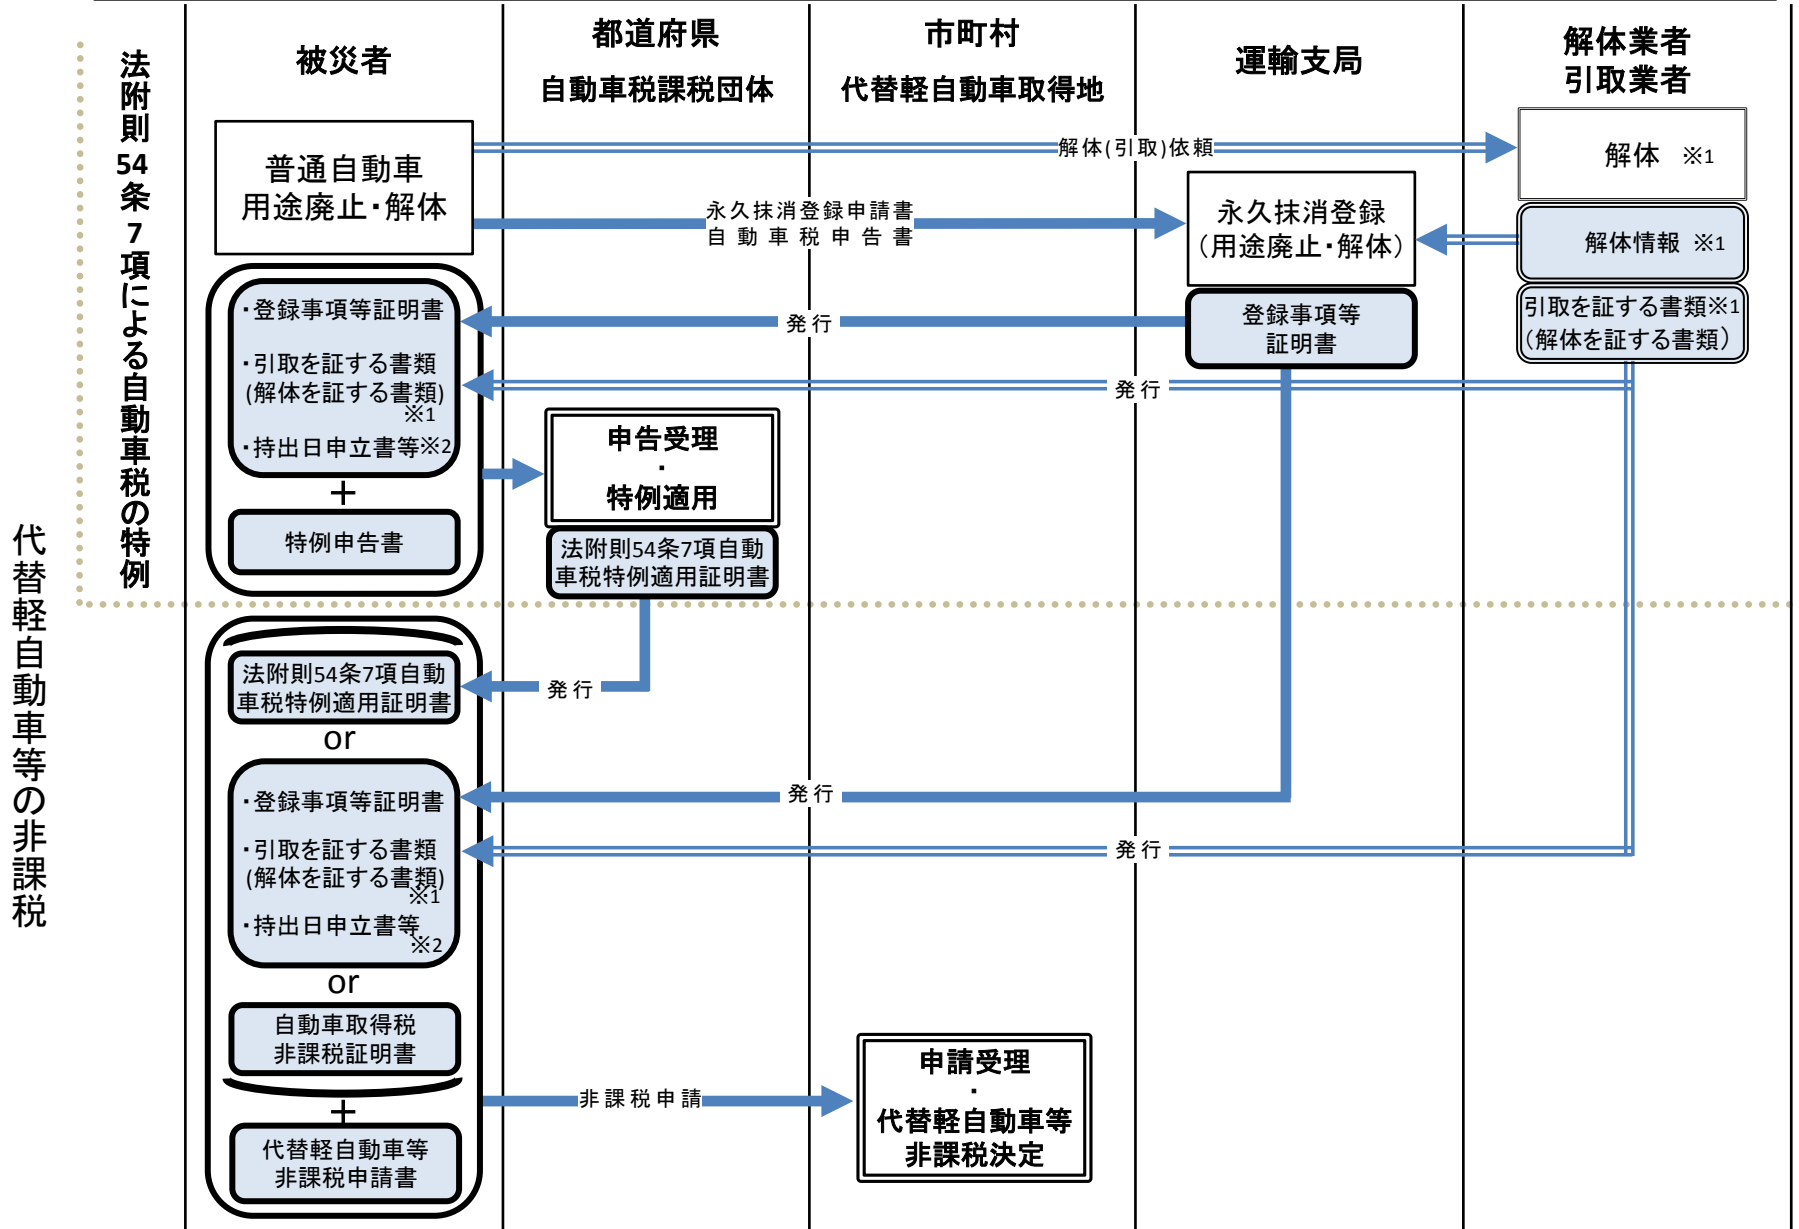 被災者
都道府県
自動車税課税団体
市町村
代替軽自動車取得地
運輸支局
解体業者
引取業者
代替軽自動車等の非課税
法附則54条7項による自動車税の特例
普通自動車
用途廃止・解体
解体(引取)依頼
解体 ※1
永久抹消登録申請書
自動車税申告書
永久抹消登録
(用途廃止・解体)
解体情報 ※1
・登録事項等証明書
・引取を証する書類
(解体を証する書類)
※1
・持出日申立書等※2
発行
登録事項等
証明書
引取を証する書類※1
(解体を証する書類)
発行
+
特例申告書
申告受理
・
特例適用
法附則54条7項自動
車税特例適用証明書
法附則54条7項自動
車税特例適用証明書
発行
or
・登録事項等証明書
・引取を証する書類
(解体を証する書類)
※1
・持出日申立書等
※2
発行
発行
or
自動車取得税
非課税証明書
+
代替軽自動車等
非課税申請書
非課税申請
申請受理
・
代替軽自動車等
非課税決定